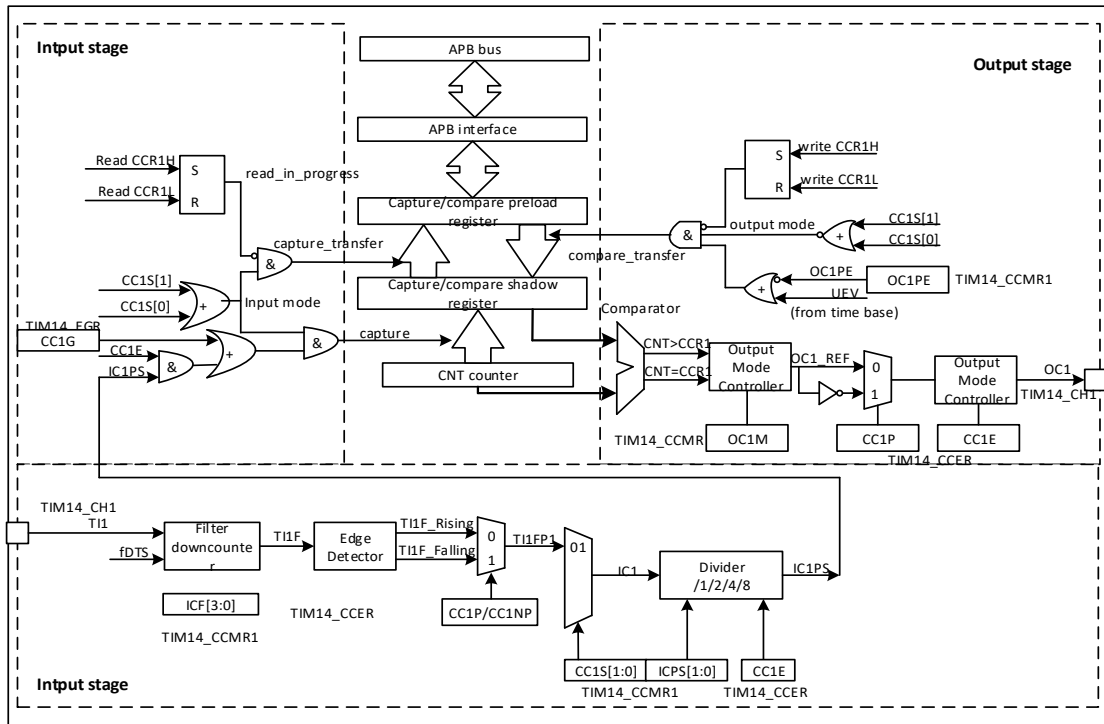 Intput stage
APB bus
Output stage
APB interface
Read CCR1H
S
Read CCR1L
R
read_in_progress
S
write CCR1H
R
write CCR1L
Capture/compare preload
register
&
output mode
+
CC1S[1]
CC1S[0]
capture_transfer
compare_transfer
&
CC1S[1]
CC1S[0]
+
Input mode
Capture/compare shadow
register
+
OC1PE
OC1PE
TIM14_CCMR1
UEV
(from time base)
TIM14_EGR
CC1G
CC1E
IC1PS
&
+
&
capture
CNT counter
Comparator
CNT>CCR1
CNT=CCR1
Output
Mode
Controller
OC1_REF
0
1
Output
Mode
Controller
OC1
TIM14_CH1
TIM14_CCMR
OC1M
CC1P
CC1E
TIM14_CCER
TIM14_CH1
TI1
fDTS
Filter
downcounte
r
TI1F
Edge
Detector
TI1F_Rising
TI1F_Falling
0
1
TI1FP1
01
IC1
Divider
/1/2/4/8
IC1PS
ICF[3:0]
TIM14_CCMR1
TIM14_CCER
CC1P/CC1NP
CC1S[1:0]
ICPS[1:0]
CC1E
TIM14_CCMR1
TIM14_CCER
Intput stage